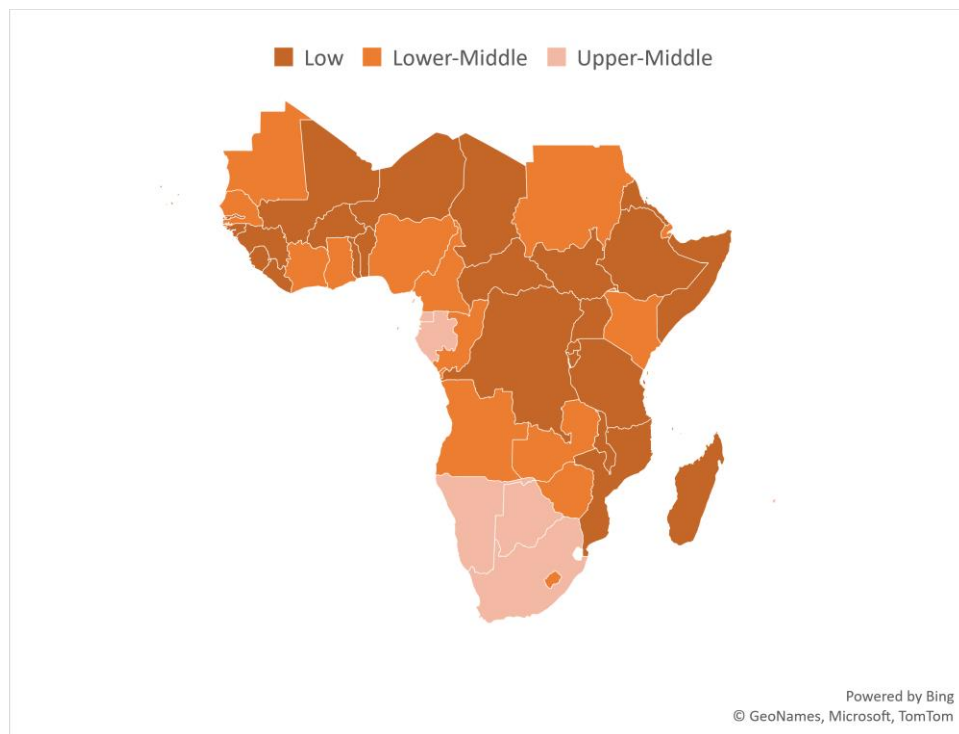 Low Lower-Middle Upper-Middle
Powered by Bing
© GeoNames, Microsoft, TomTom